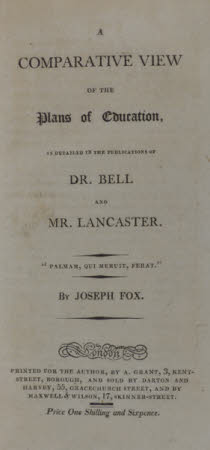 A
COMPARATIVE VIEW
OF THE
Plans of Education,
AS DETAILED IN THE PUBLICATIONS OF
DR. BELL
AND
MR. LANCASTER.
"PALMAM, QUI MERUIT, FERAT."
BY JOSEPH FOX.
London
PRINTED FOR THE AUTHOR, BY A. GRANT, 3, KENT-
STREET, BOROUGH, AND SOLD BY DARTON AND
HARVEY, 55, GRACECHURCH STREET, AND BY
MAXWELL & WILSON, 17, SKINNER-STREET.
Price One Shilling and Sixpence.